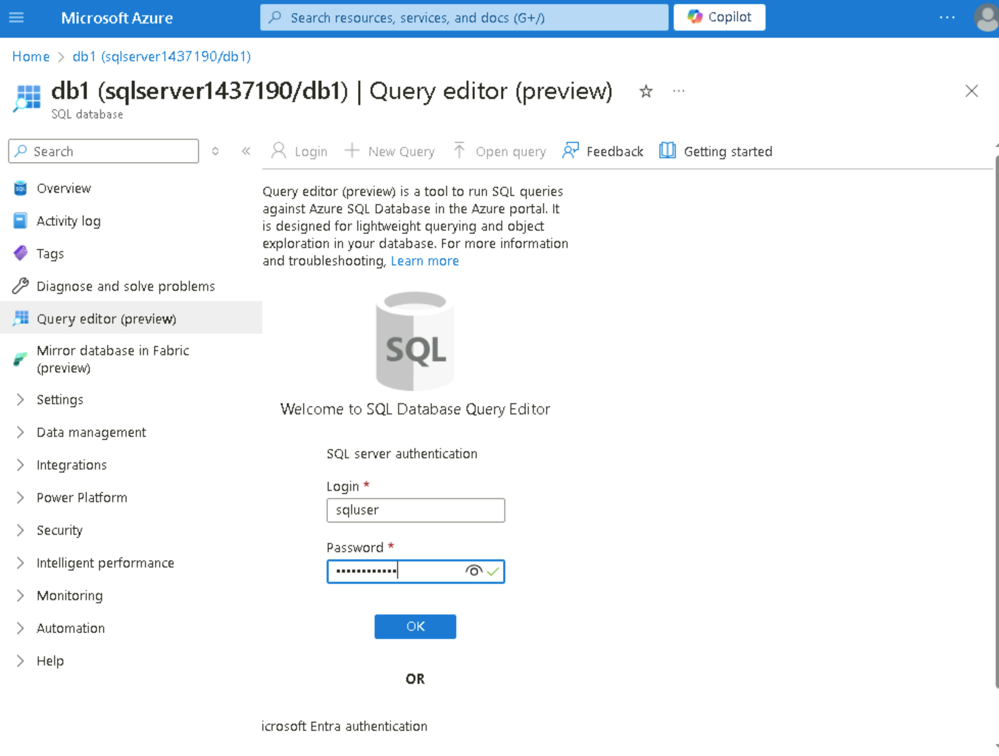 Microsoft Azure
Search resources, services, and docs (G+/)
Copilot
...
Home > db1 (sqlserver1437190/db1)
db1 (sqlserver1437190/db1) | Query editor (preview)
...
SQL database
Search
Login
New Query
Open query
Feedback
Getting started
SQL
Overview
Activity log
Tags
Diagnose and solve problems
Query editor (preview)
Mirror database in Fabric
(preview)
Settings
Data management
Integrations
Power Platform
Security
Intelligent performance
Monitoring
Automation
Help
Query editor (preview) is a tool to run SQL queries
against Azure SQL Database in the Azure portal. It
is designed for lightweight querying and object
exploration in your database. For more information
and troubleshooting, Learn more
SQL
Welcome to SQL Database Query Editor
SQL server authentication
Login *
sqluser
Password *
••••••••••••
OK
OR
icrosoft Entra authentication